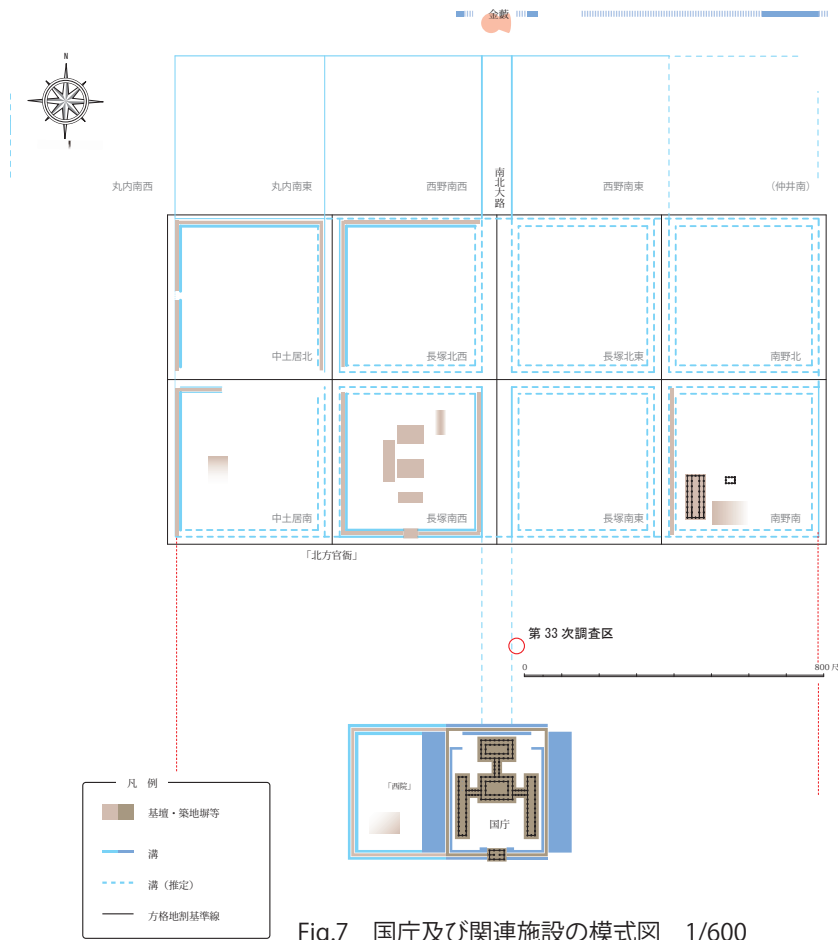 金藪
N
南北大路
丸内南西
丸内南東
西野南西
西野南東
(仲井南)
中土居北
長塚北西
長塚北東
南野北
中土居南
長塚南西
長塚南東
南野南
「北方官衙」
第 33 次調査区
0
800 尺
「西院」
国庁
凡 例
基壇・築地塀等
溝
溝（推定）
方格地割基準線
Fig.7 国庁及び関連施設の模式図 1/600